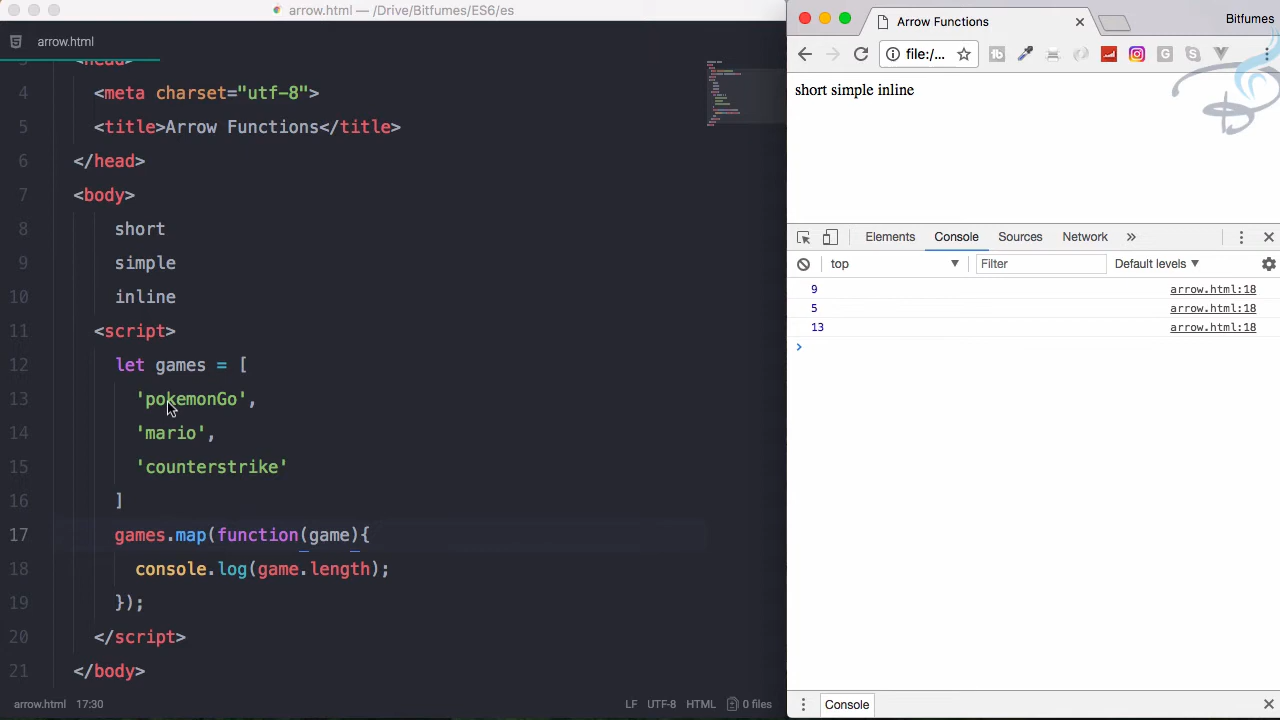 arrow.html — /Drive/Bitfumes/ES6/es
arrow.html
<head>
<meta charset="utf-8">
5 <title>Arrow Functions</title>
6 </head>
7 <body>
8 short
9 simple
10 inline
11 <script>
12 let games = [
13 'pokemonGo',
14 'mario',
15 'counterstrike'
16 ]
17 games.map(function(game){
18 console.log(game.length);
19 });
20 </script>
21 </body>
arrow.html 17:30 LF UTF-8 HTML 0 files
Arrow Functions
Bitfumes
file:/...
short simple inline
Elements Console Sources Network »
top Filter Default levels
9 arrow.html:18
5 arrow.html:18
13 arrow.html:18
Console